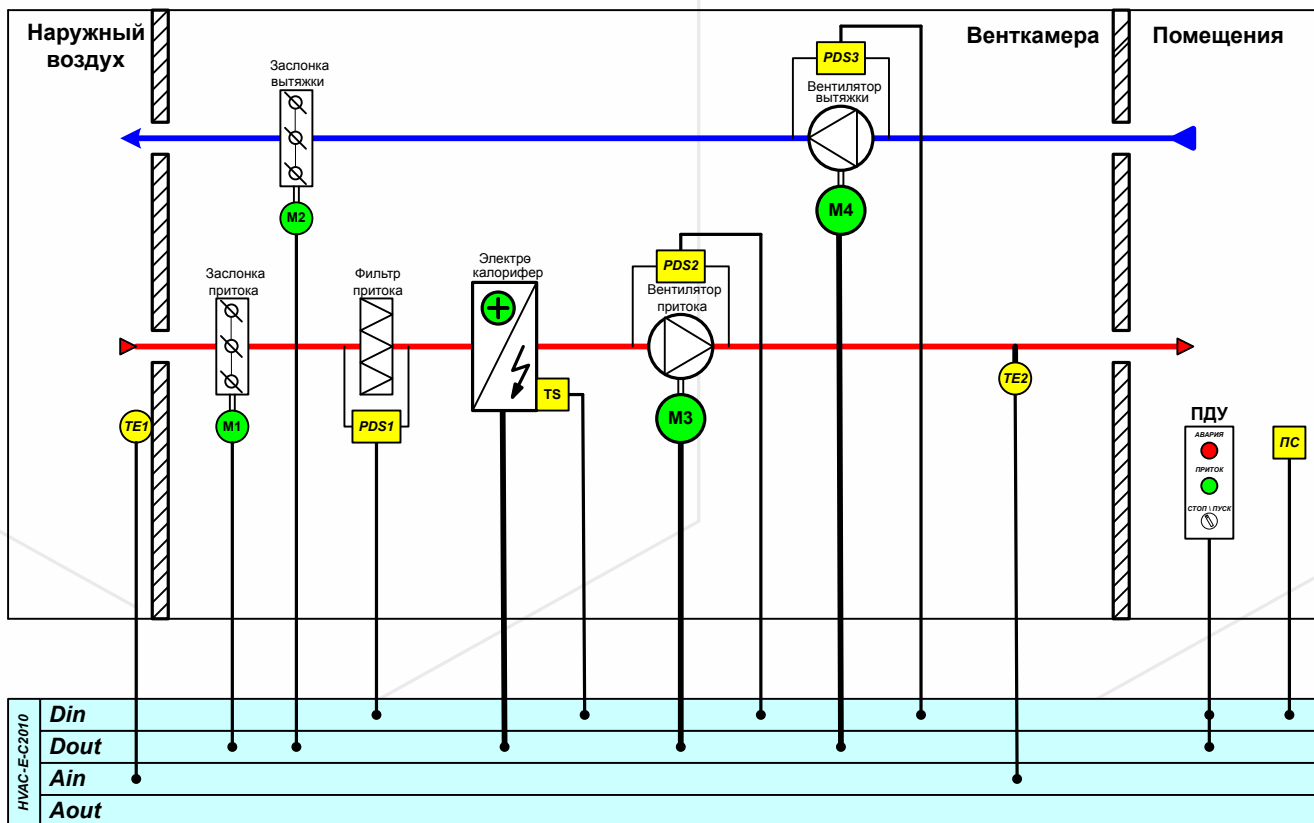 Наружный
воздух
Венткамера
Помещения
Заслонка
вытяжки
PDS3
Вентилятор
вытяжки
M2
M4
Заслонка
притока
Фильтр
притока
Электро
калорифер
PDS2
Вентилятор
притока
TE1
M1
PDS1
TS
M3
TE2
ПДУ
АВАРИЯ
ПРИТОК
СТОП \ ПУСК
ПС
HVAC-E-C2010
Din
Dout
Ain
Aout